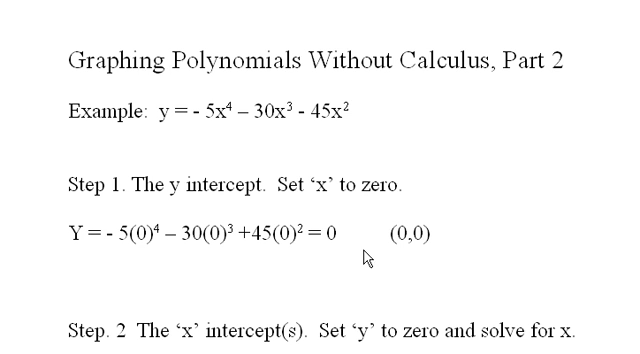 Graphing Polynomials Without Calculus, Part 2
Example: y = - 5x⁴ – 30x³ - 45x²
Step 1. The y intercept. Set ‘x’ to zero.
Y = - 5(0)⁴ – 30(0)³ +45(0)² = 0 (0,0)
Step. 2 The ‘x’ intercept(s). Set ‘y’ to zero and solve for x.